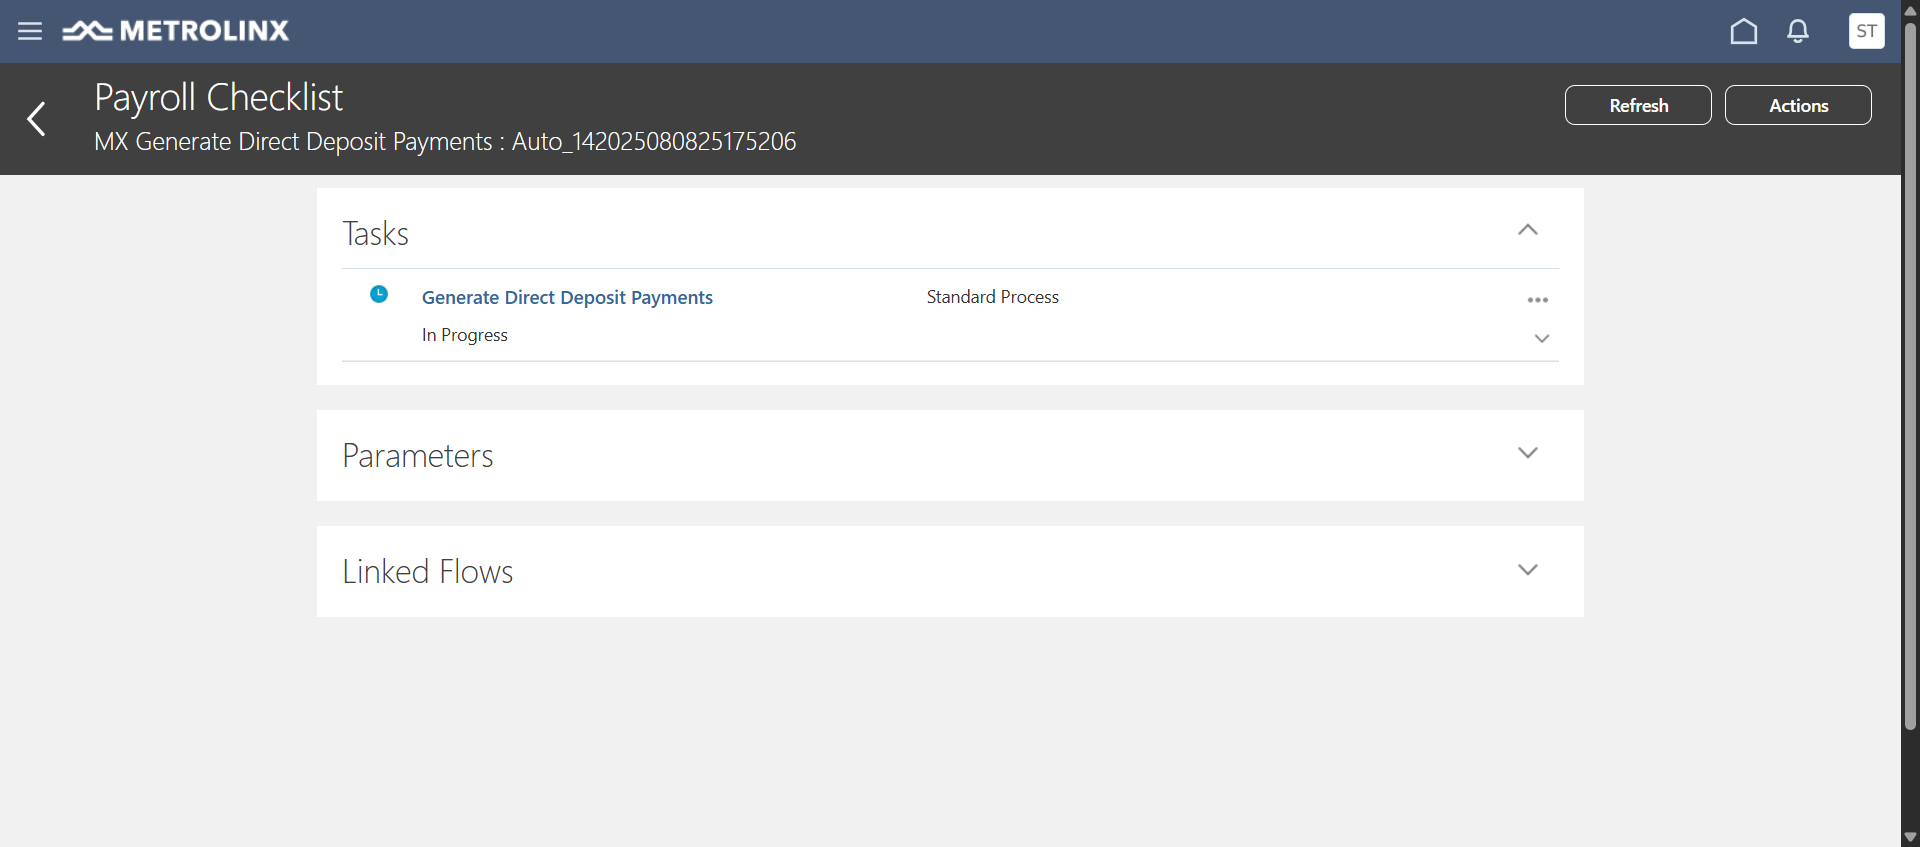 METROLINX
ST
Payroll Checklist
MX Generate Direct Deposit Payments : Auto_142025080825175206
Refresh
Actions
Tasks
Generate Direct Deposit Payments
Standard Process
In Progress
Parameters
Linked Flows